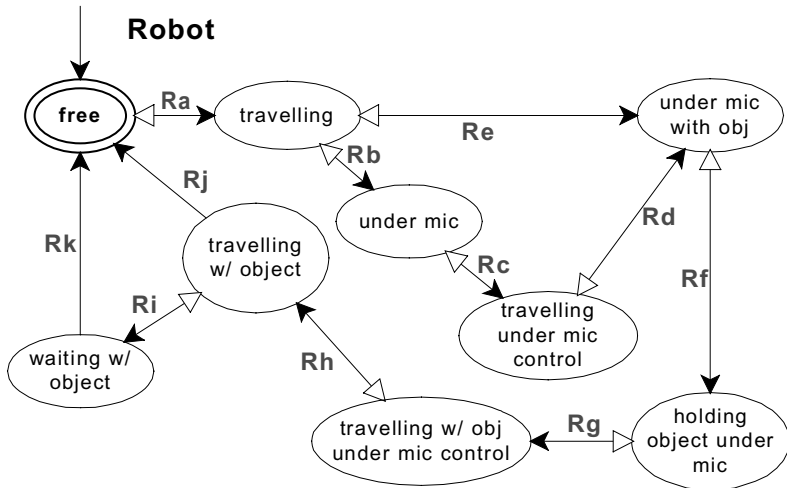 Robot
free
Ra
travelling
Re
under mic
with obj
Rb
Rj
under mic
Rd
Rk
travelling
w/ object
Rc
Rf
Ri
travelling
under mic
control
waiting w/
object
Rh
travelling w/ obj
under mic control
Rg
holding
object under
mic